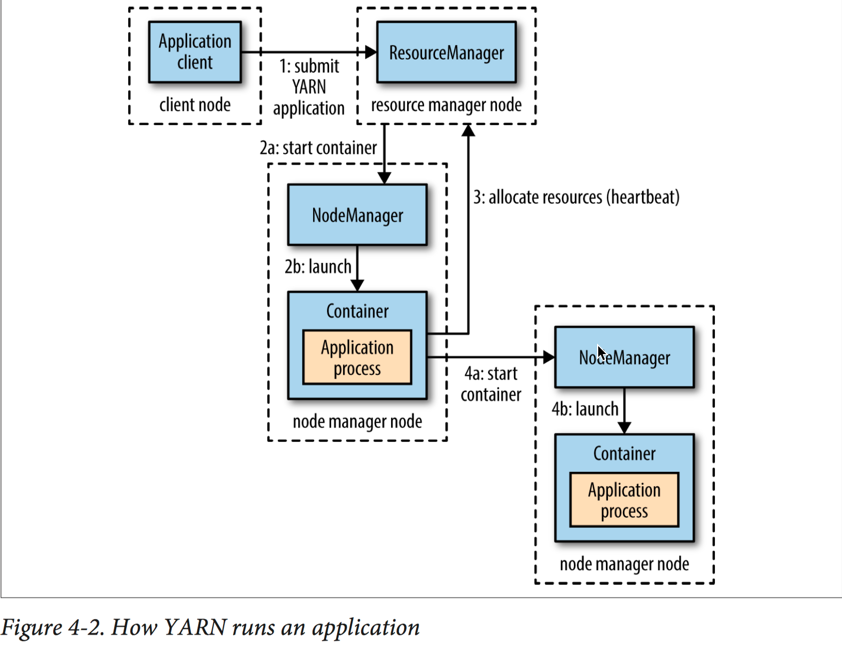 Application
client
client node
1: submit
YARN
application
ResourceManager
resource manager node
2a: start container
NodeManager
2b: launch
Container
Application
process
node manager node
3: allocate resources (heartbeat)
4a: start
container
NodeManager
4b: launch
Container
Application
process
node manager node
Figure 4-2. How YARN runs an application